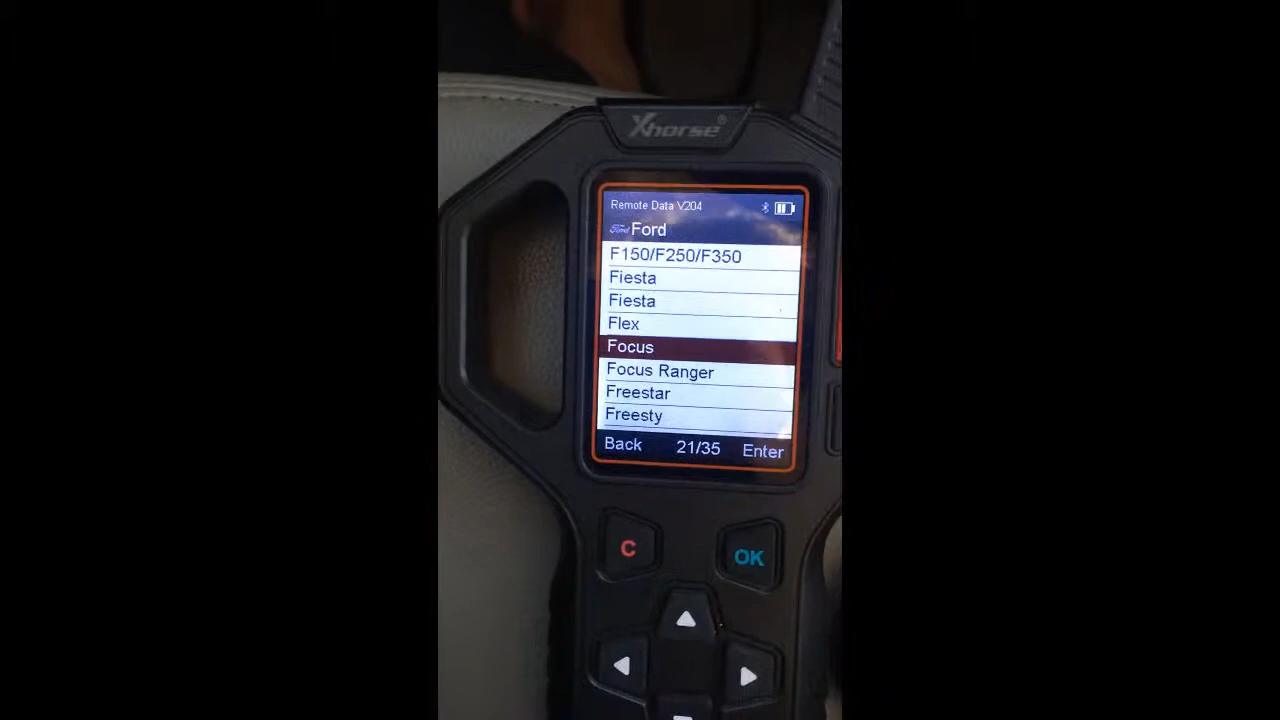 Xhorse®
Remote Data V204
Ford Ford
F150/F250/F350
Fiesta
Fiesta
Flex
Focus
Focus Ranger
Freestar
Freesty
Back 21/35 Enter
C OK